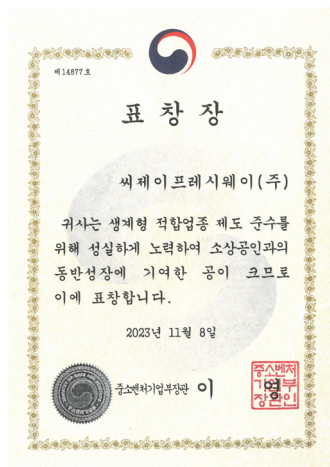 제14877호
표창장
씨제이프레시웨이(주)
귀사는 생계형 적합업종 제도 준수를
위해 성실하게 노력하여 소상공인과의
동반성장에 기여한 공이 크므로
이에 표창합니다.
2023년 11월 8일
중소벤처기업부장관 이 영
중소벤처
기업부
장관인